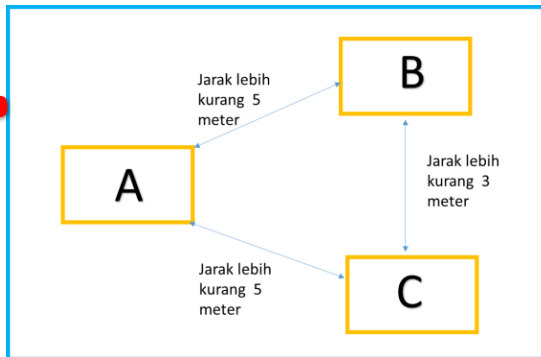 Jarak lebih
kurang 5
meter
B
A
Jarak lebih
kurang 3
meter
Jarak lebih
kurang 5
meter
C